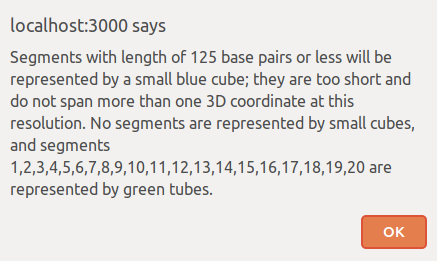 localhost:3000 says
Segments with length of 125 base pairs or less will be
represented by a small blue cube; they are too short and
do not span more than one 3D coordinate at this
resolution. No segments are represented by small cubes,
and segments
1,2,3,4,5,6,7,8,9,10,11,12,13,14,15,16,17,18,19,20 are
represented by green tubes.
OK